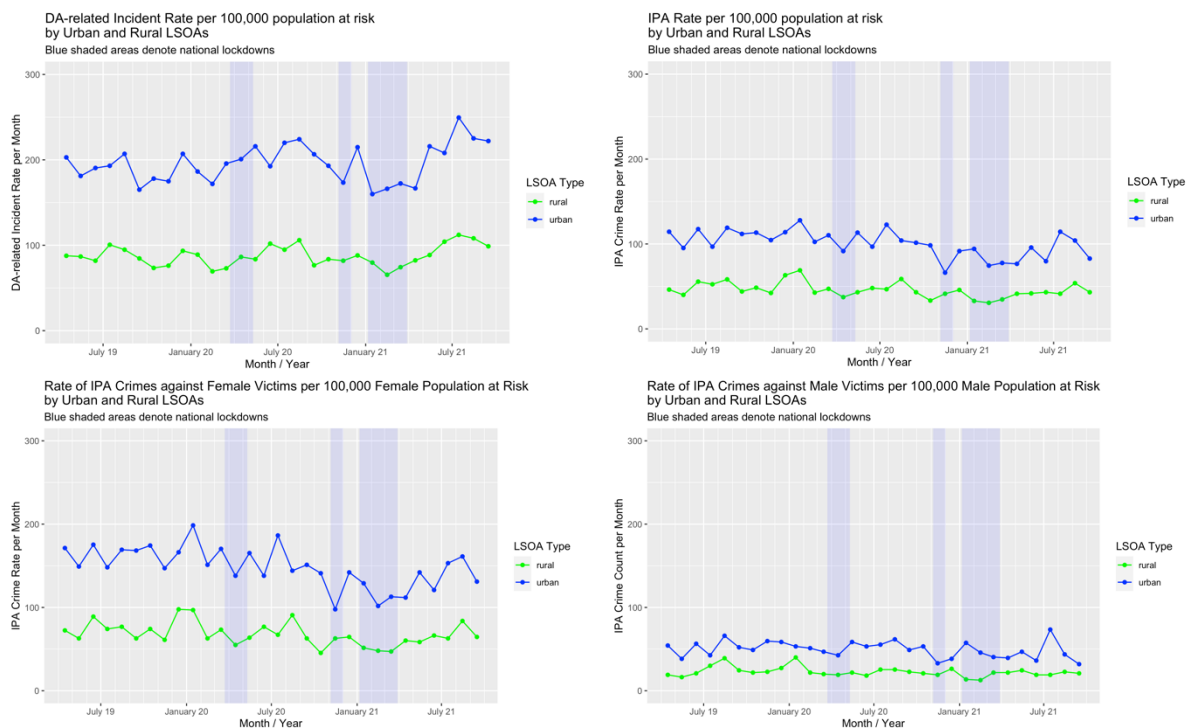 DA-related Incident Rate per 100,000 population at risk
by Urban and Rural LSOAs
Blue shaded areas denote national lockdowns
300
200
100
0
DA-related Incident Rate per Month
July 19
January 20
July 20
January 21
July 21
Month / Year
LSOA Type
rural
urban
IPA Rate per 100,000 population at risk
by Urban and Rural LSOAs
Blue shaded areas denote national lockdowns
300
200
100
0
IPA Crime Rate per Month
July 19
January 20
July 20
January 21
July 21
Month / Year
LSOA Type
rural
urban
Rate of IPA Crimes against Female Victims per 100,000 Female Population at Risk
by Urban and Rural LSOAs
Blue shaded areas denote national lockdowns
300
200
100
0
IPA Crime Rate per Month
July 19
January 20
July 20
January 21
July 21
Month / Year
LSOA Type
rural
urban
Rate of IPA Crimes against Male Victims per 100,000 Male Population at Risk
by Urban and Rural LSOAs
Blue shaded areas denote national lockdowns
300
200
100
0
IPA Crime Count per Month
July 19
January 20
July 20
January 21
July 21
Month / Year
LSOA Type
rural
urban